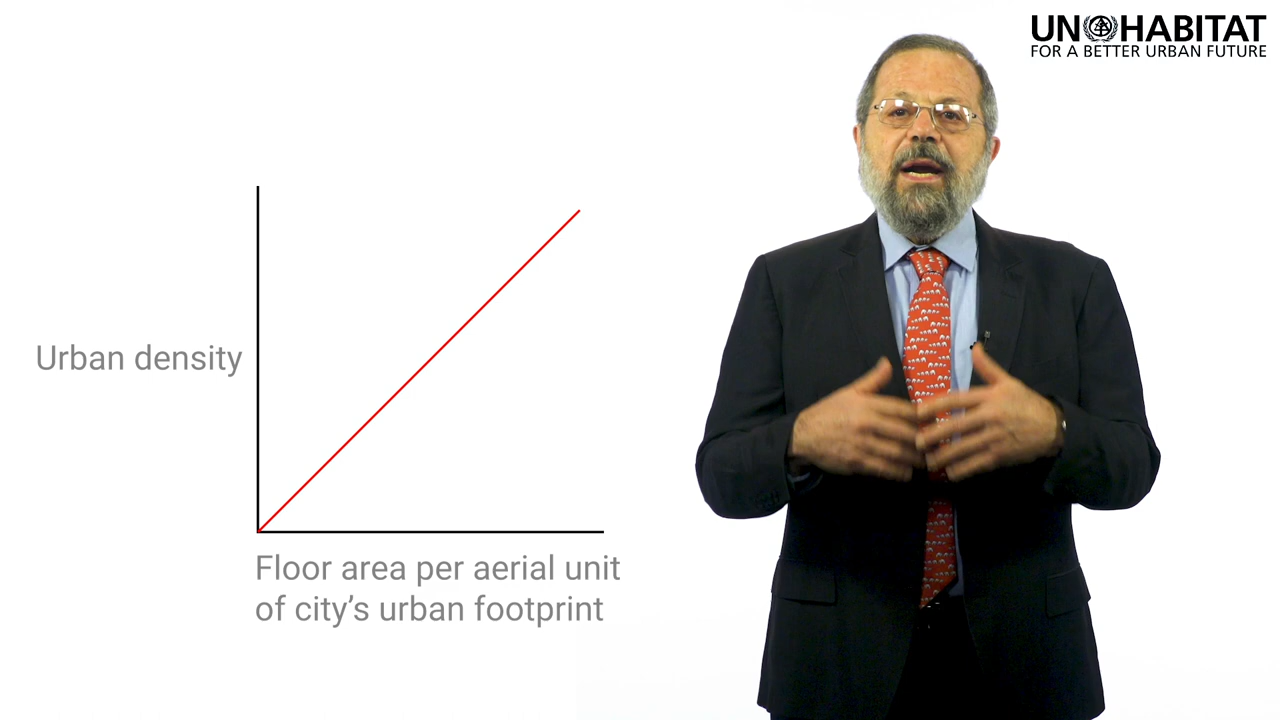 UN HABITAT
FOR A BETTER URBAN FUTURE
Urban density
Floor area per aerial unit
of city's urban footprint